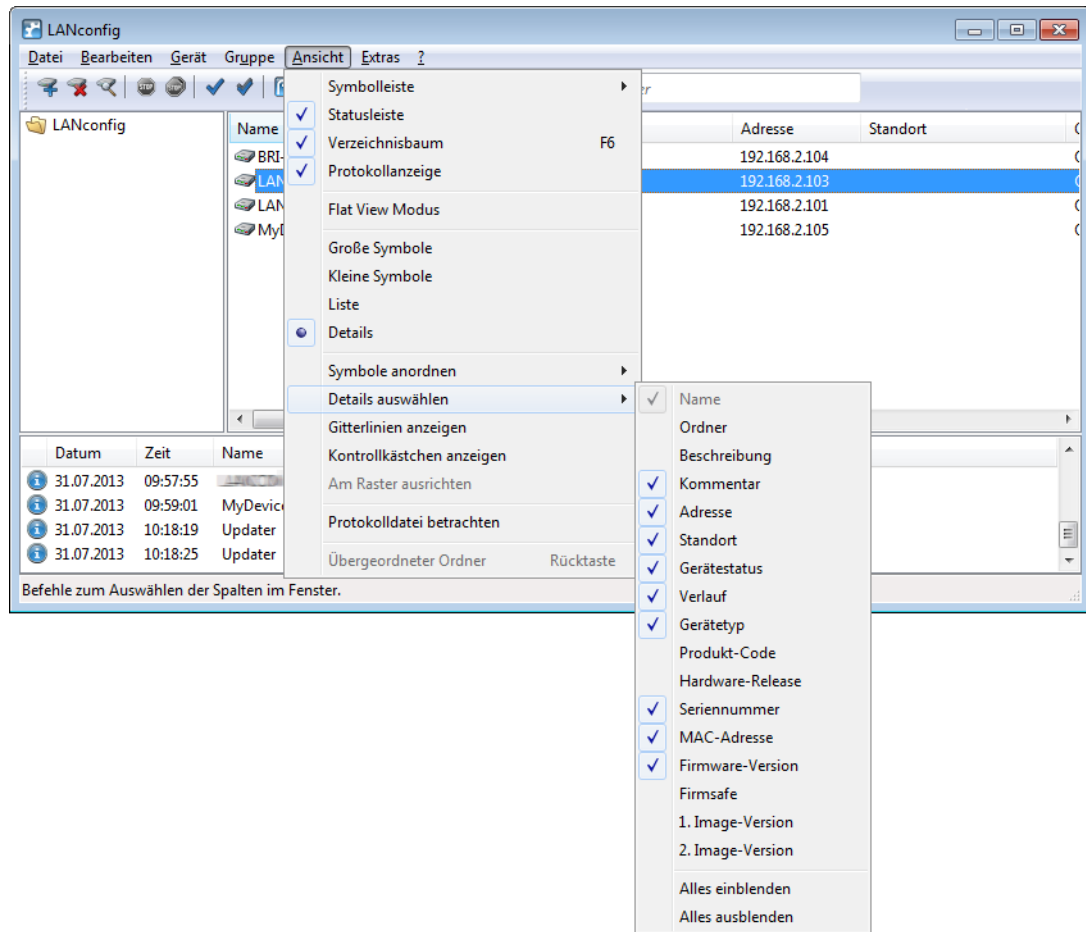 LANconfig
Datei Bearbeiten Gerät Gruppe Ansicht Extras ?
LANconfig
Name Adresse Standort
BRI- 192.168.2.104
LAN 192.168.2.103
LAN 192.168.2.101
MyD 192.168.2.105
Symbolleiste
Statusleiste
Verzeichnisbaum F6
Protokollanzeige
Flat View Modus
Große Symbole
Kleine Symbole
Liste
Details
Symbole anordnen
Details auswählen
Gitterlinien anzeigen
Kontrollkästchen anzeigen
Am Raster ausrichten
Protokolldatei betrachten
Übergeordneter Ordner Rücktaste
Name
Ordner
Beschreibung
Kommentar
Adresse
Standort
Gerätestatus
Verlauf
Gerätetyp
Produkt-Code
Hardware-Release
Seriennummer
MAC-Adresse
Firmware-Version
Firmsafe
1. Image-Version
2. Image-Version
Alles einblenden
Alles ausblenden
Datum Zeit Name
31.07.2013 09:57:55
31.07.2013 09:59:01 MyDevice
31.07.2013 10:18:19 Updater
31.07.2013 10:18:25 Updater
Befehle zum Auswählen der Spalten im Fenster.